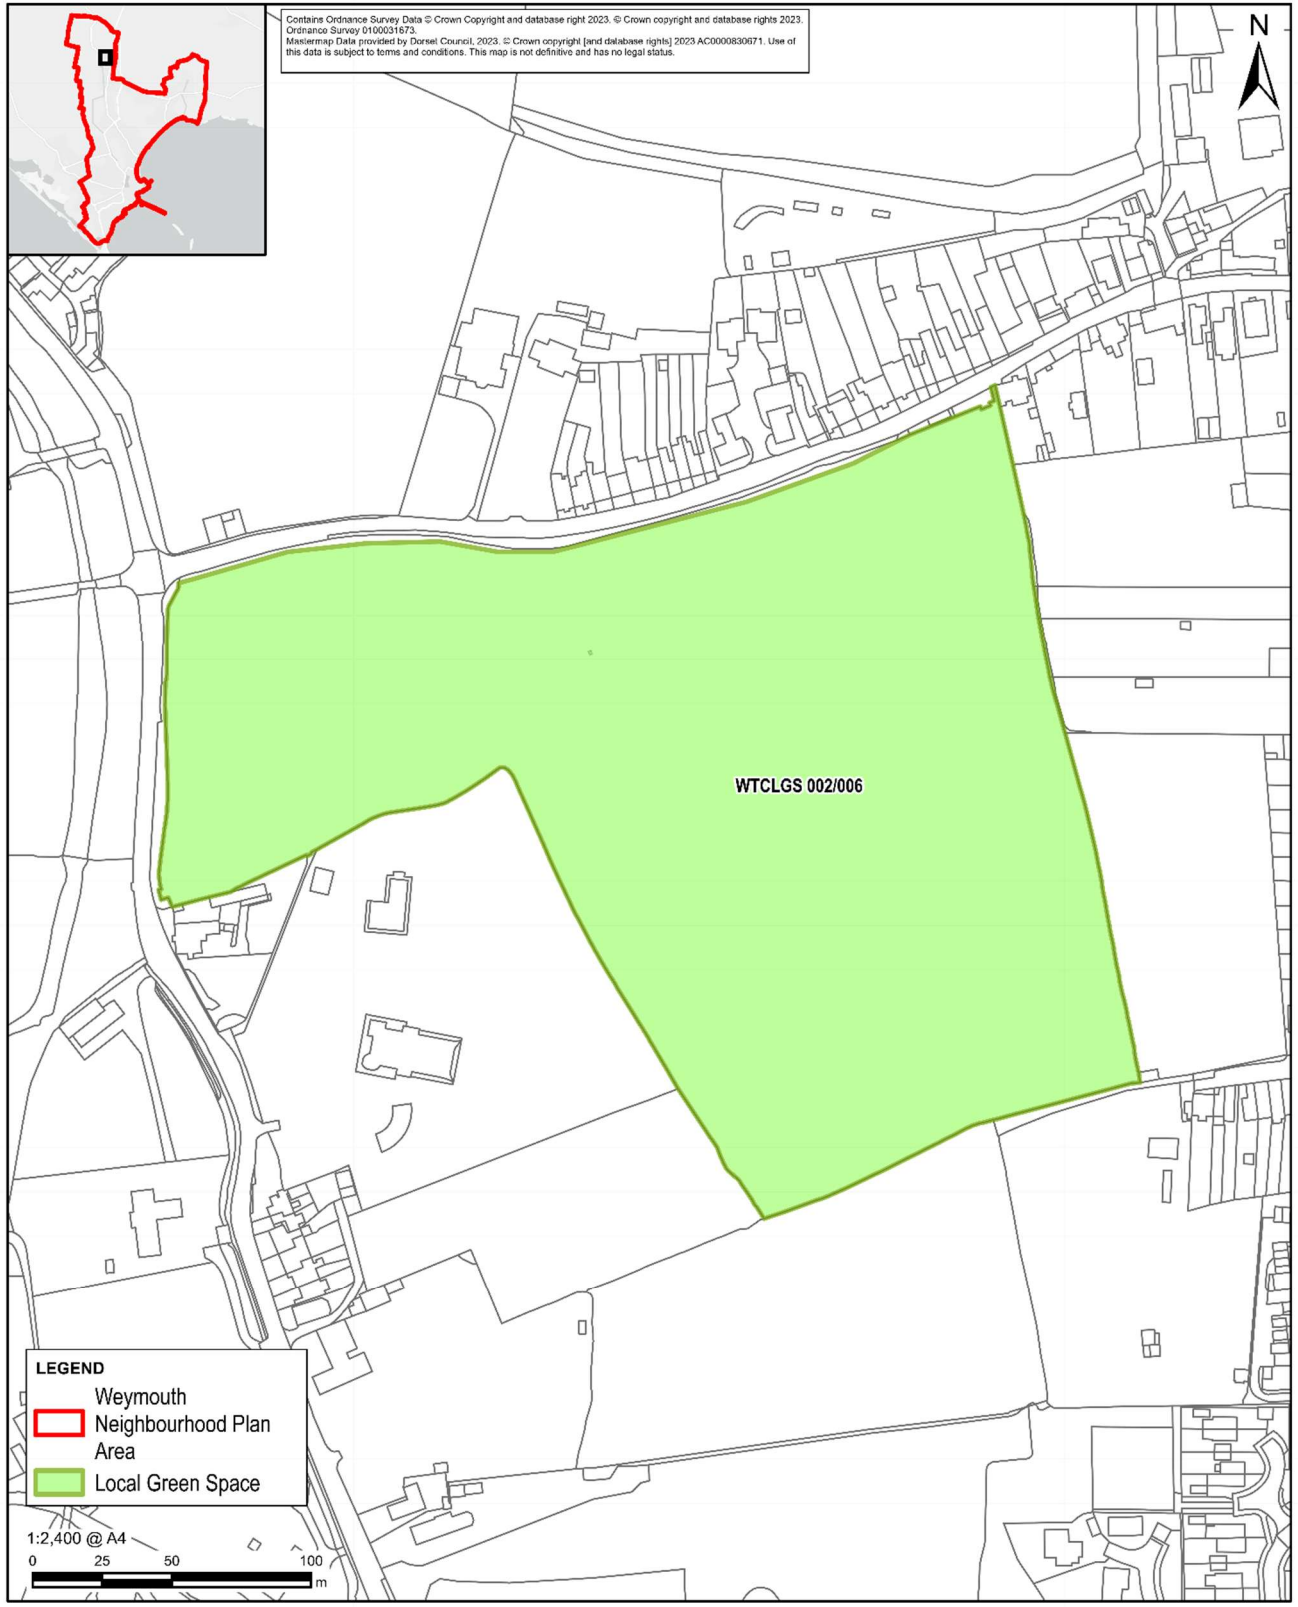 Contains Ordnance Survey Data © Crown Copyright and database right 2023. © Crown copyright and database rights 2023.
Ordnance Survey 0100031673.
Mastermap Data provided by Dorset Council, 2023. © Crown copyright [and database rights] 2023 AC0000830671. Use of
this data is subject to terms and conditions. This map is not definitive and has no legal status.
N
WTCLGS 002/006
LEGEND
Weymouth
Neighbourhood Plan
Area
Local Green Space
1:2,400 @ A4
0 25 50 100
m